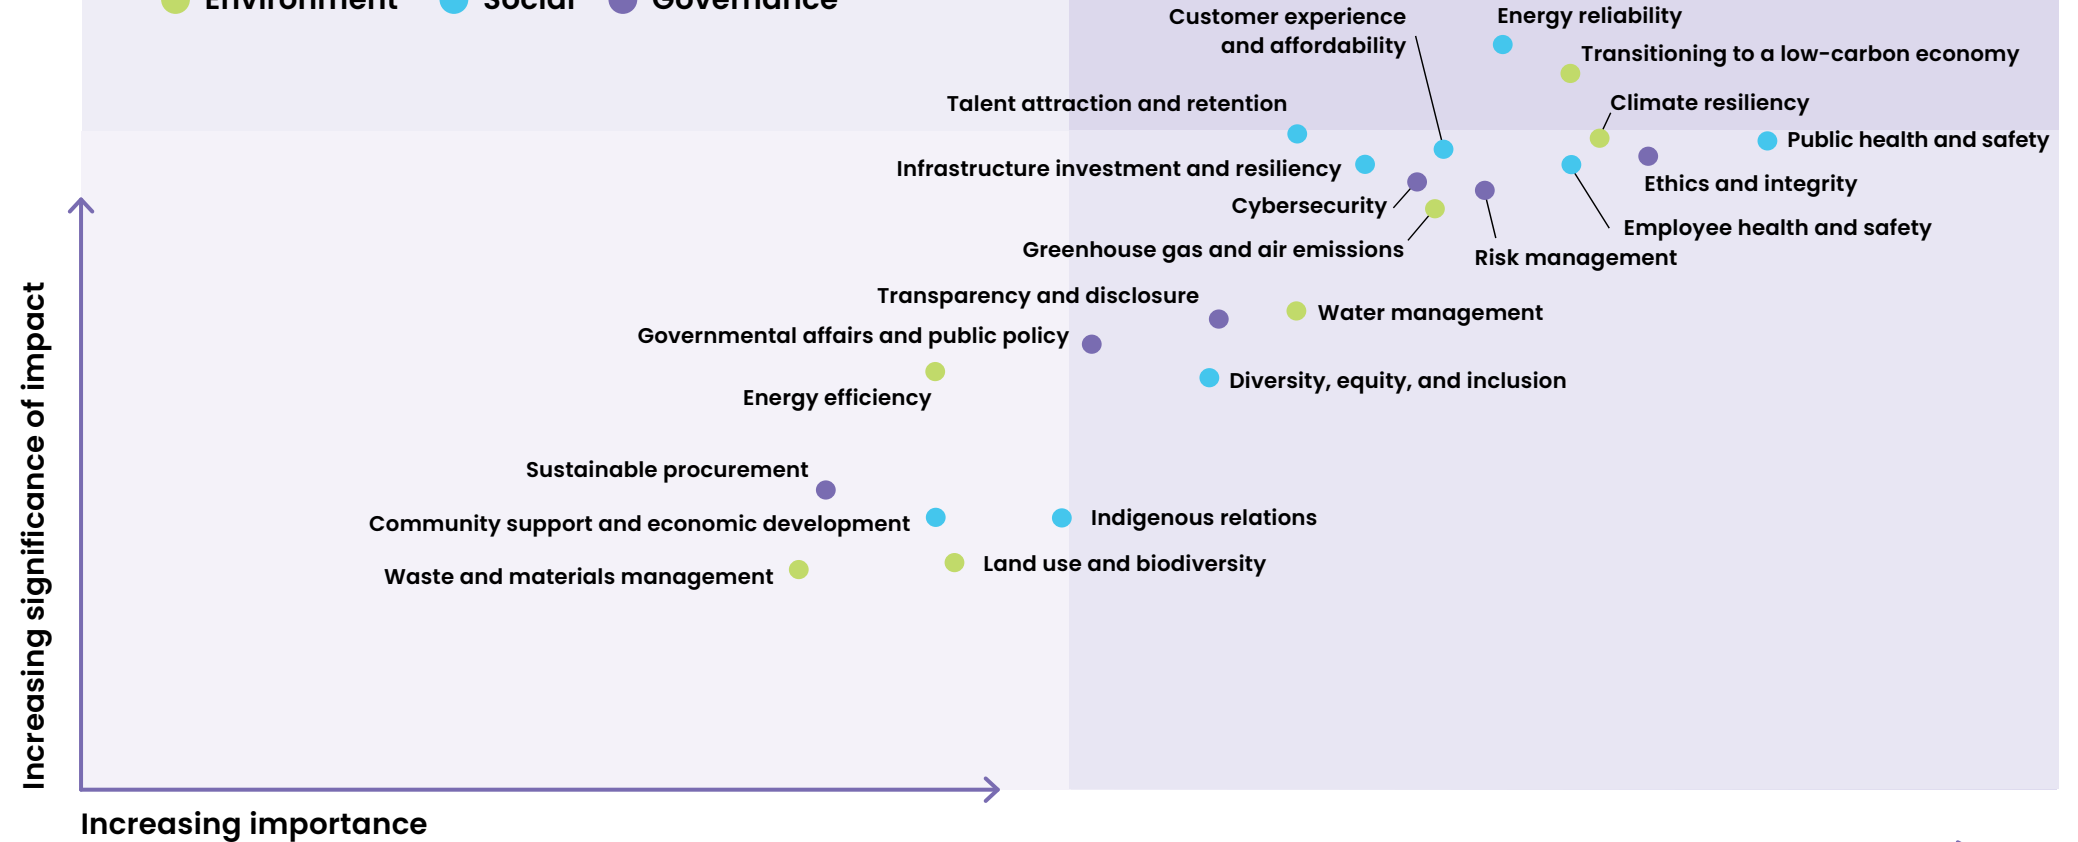 Environment
Social
Governance
Customer experience
and affordability
Energy reliability
Transitioning to a low-carbon economy
Talent attraction and retention
Climate resiliency
Public health and safety
Infrastructure investment and resiliency
Ethics and integrity
Cybersecurity
Employee health and safety
Greenhouse gas and air emissions
Risk management
Transparency and disclosure
Water management
Governmental affairs and public policy
Diversity, equity, and inclusion
Energy efficiency
Sustainable procurement
Community support and economic development
Indigenous relations
Land use and biodiversity
Waste and materials management
Increasing significance of impact
Increasing importance